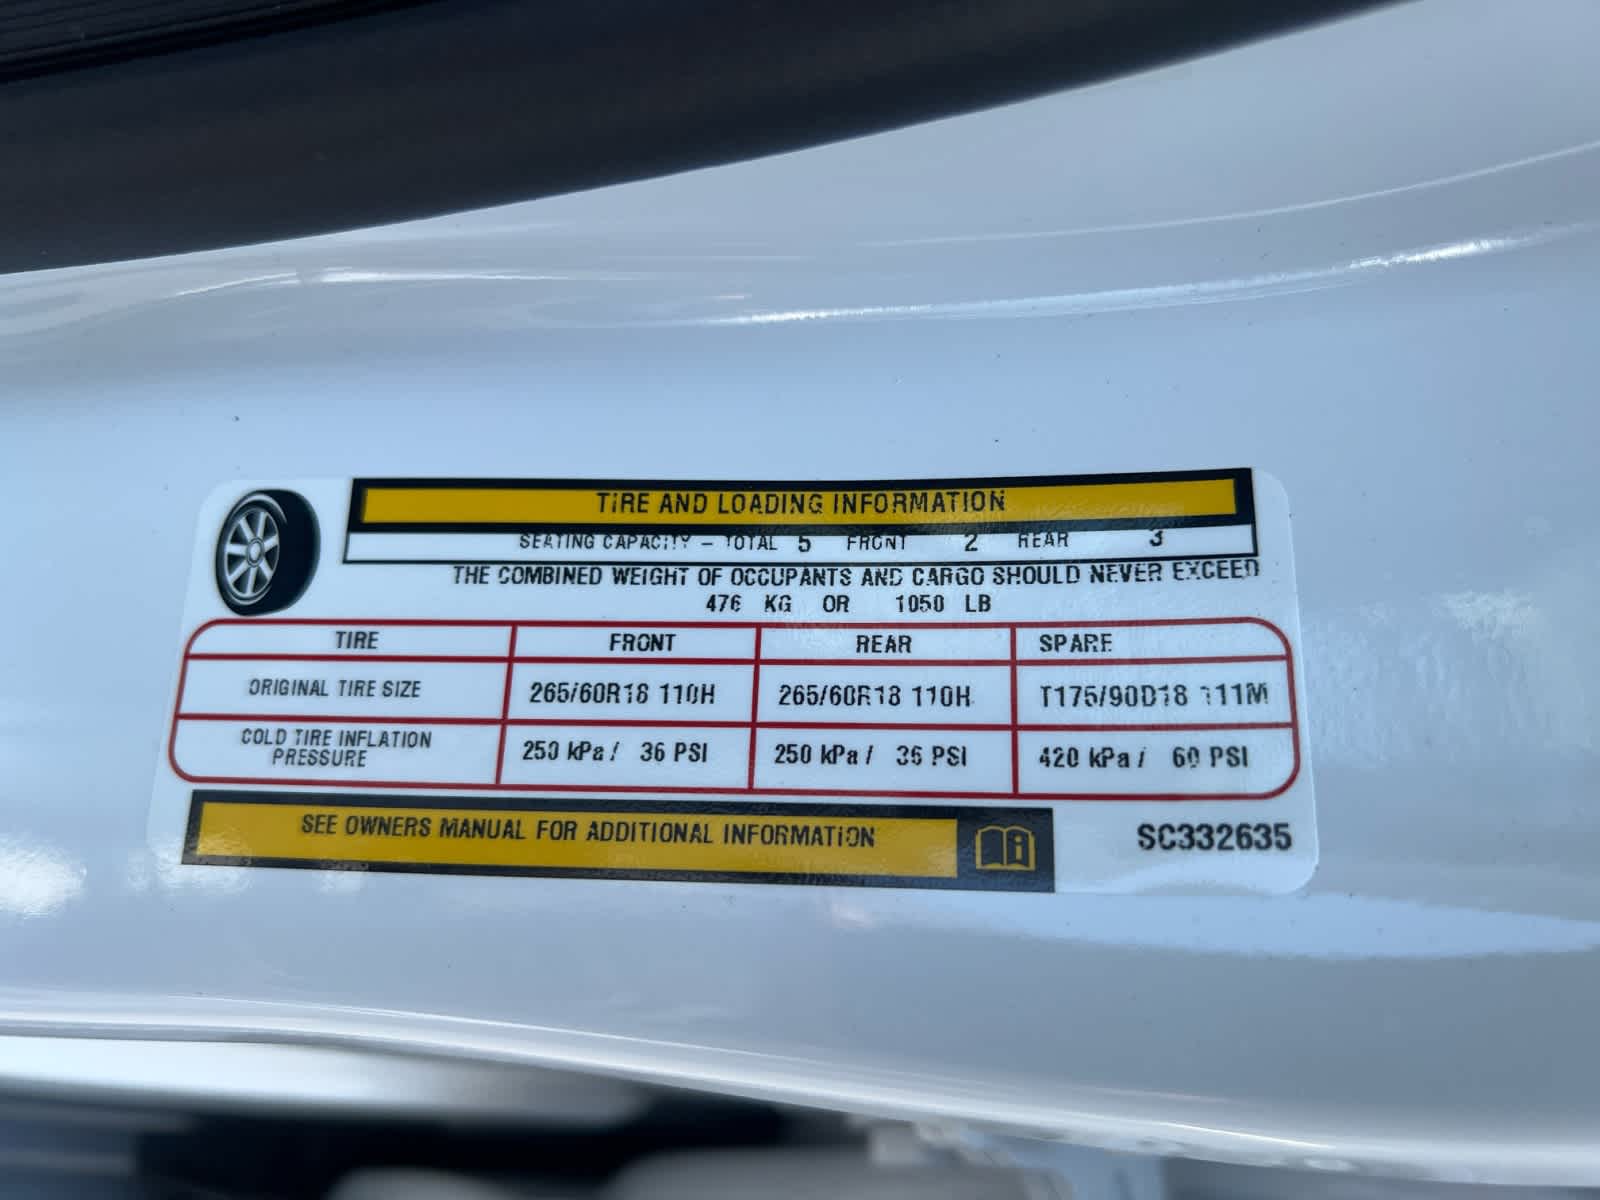 TIRE AND LOADING INFORMATION
SEATING CAPACITY – TOTAL 5 FRONT 2 REAR 3
THE COMBINED WEIGHT OF OCCUPANTS AND CARGO SHOULD NEVER EXCEED
476 KG OR 1050 LB
TIRE FRONT REAR SPARE
ORIGINAL TIRE SIZE 265/60R18 110H 265/60R18 110H T175/90D18 111M
COLD TIRE INFLATION PRESSURE 250 kPa / 36 PSI 250 kPa / 36 PSI 420 kPa / 60 PSI
SEE OWNERS MANUAL FOR ADDITIONAL INFORMATION
SC332635